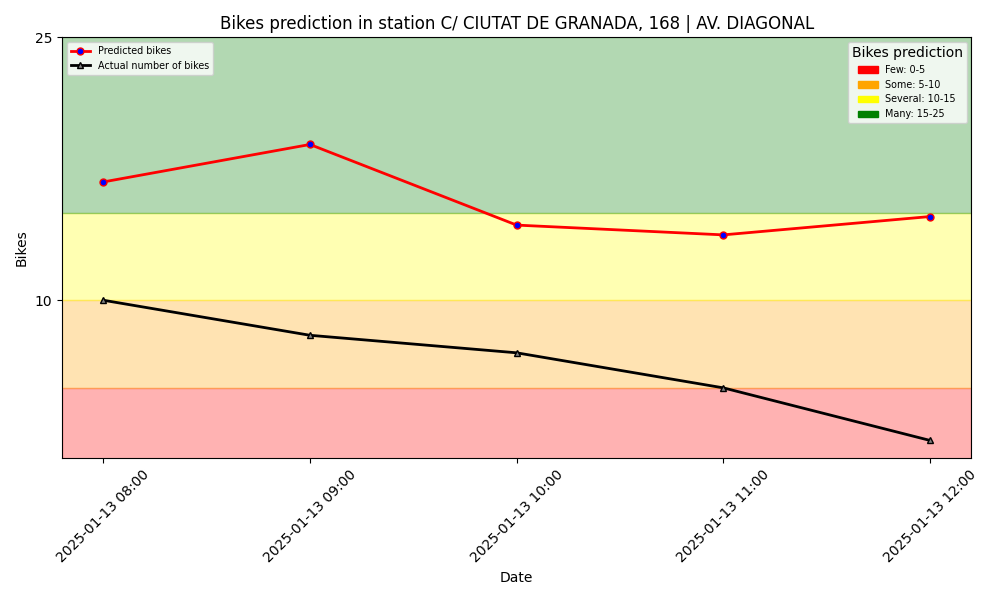 Bikes prediction in station C/ CIUTAT DE GRANADA, 168 | AV. DIAGONAL
25
Predicted bikes
Actual number of bikes
Bikes prediction
Few: 0-5
Some: 5-10
Several: 10-15
Many: 15-25
Bikes
10
2025-01-13 08:00
2025-01-13 09:00
2025-01-13 10:00
2025-01-13 11:00
2025-01-13 12:00
Date